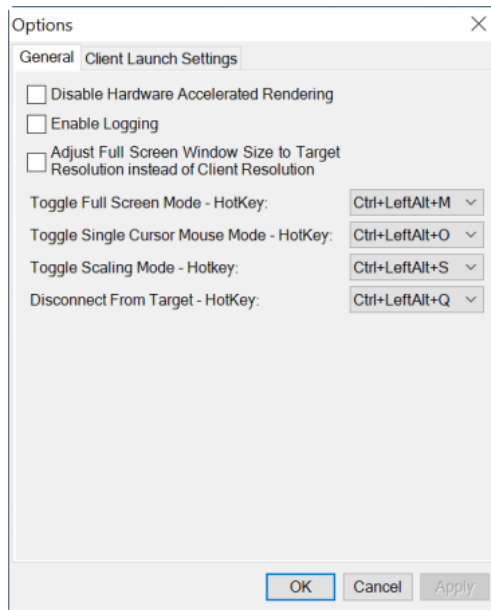 Options
General Client Launch Settings
Disable Hardware Accelerated Rendering
Enable Logging
Adjust Full Screen Window Size to Target
Resolution instead of Client Resolution
Toggle Full Screen Mode - HotKey: Ctrl+LeftAlt+M
Toggle Single Cursor Mouse Mode - HotKey: Ctrl+LeftAlt+O
Toggle Scaling Mode - Hotkey: Ctrl+LeftAlt+S
Disconnect From Target - HotKey: Ctrl+LeftAlt+Q
OK Cancel Apply